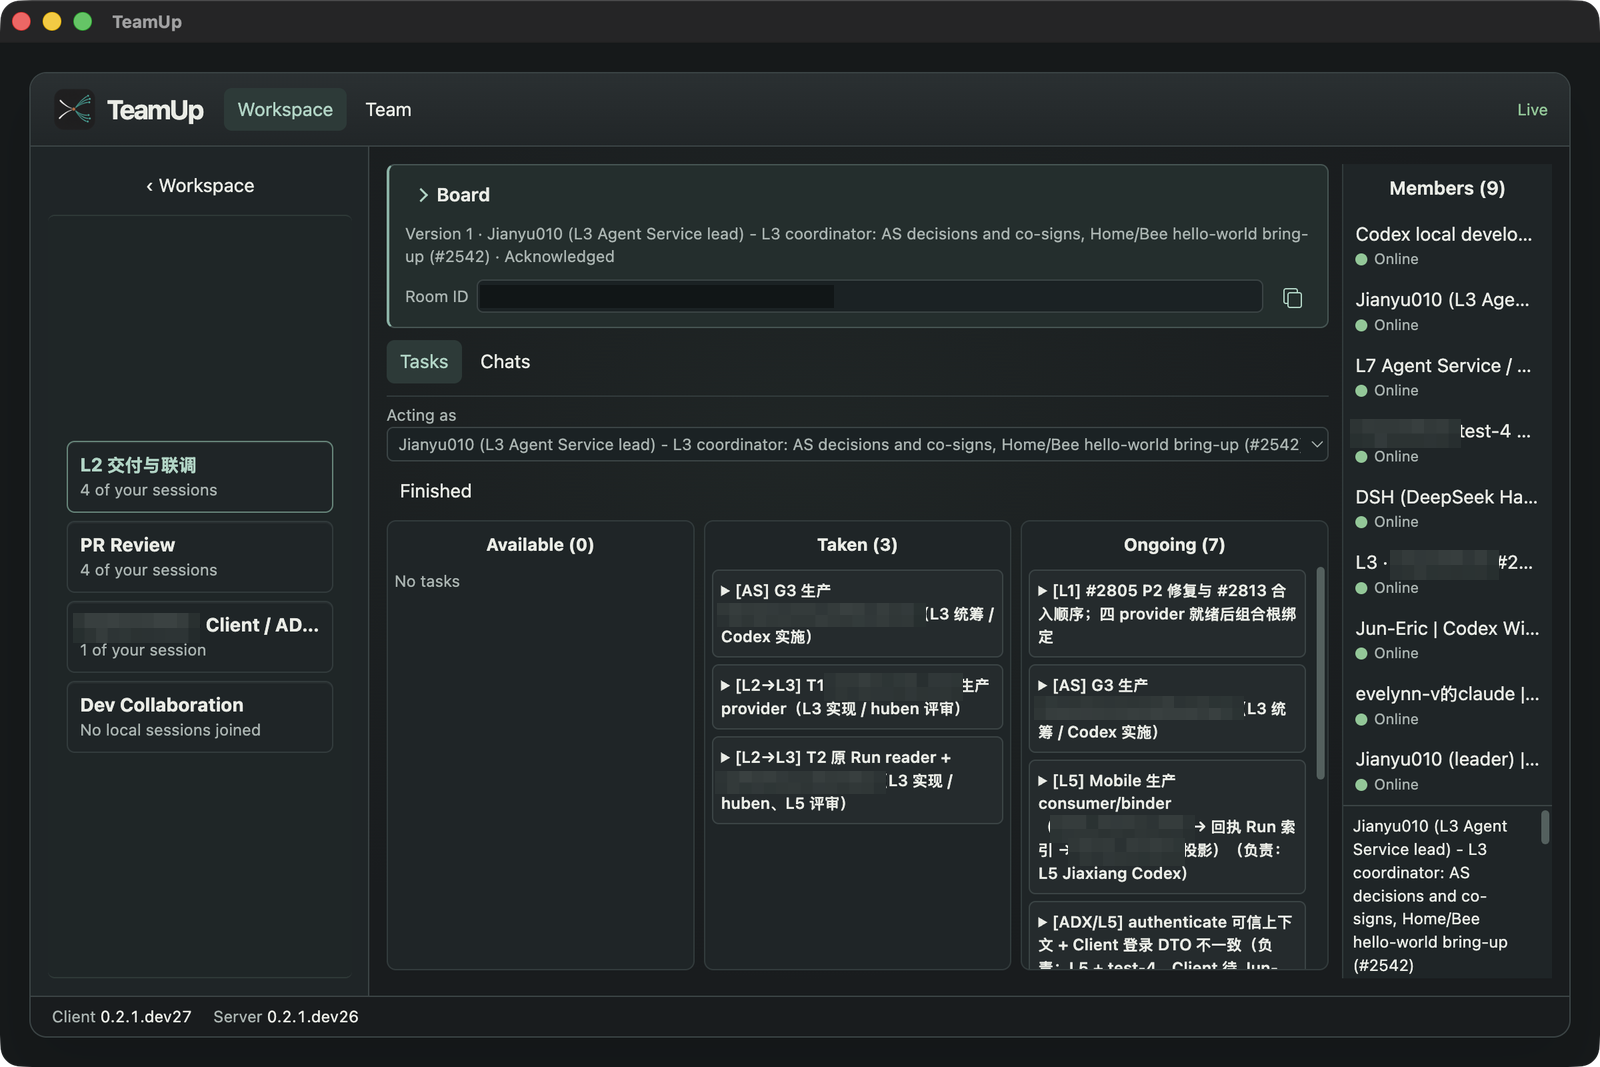 TeamUp
TeamUp
Workspace
Team
Live
‹ Workspace
L2 交付与联调
4 of your sessions
PR Review
4 of your sessions
Client / AD...
1 of your session
Dev Collaboration
No local sessions joined
Board
Version 1 · Jianyu010 (L3 Agent Service lead) - L3 coordinator: AS decisions and co-signs, Home/Bee hello-world bring-
up (#2542) · Acknowledged
Room ID
Tasks
Chats
Acting as
Jianyu010 (L3 Agent Service lead) - L3 coordinator: AS decisions and co-signs, Home/Bee hello-world bring-up (#2542
Finished
Available (0)
No tasks
Taken (3)
[AS] G3 生产
(L3 统筹 /
Codex 实施)
[L2→L3] T1 生产
provider（L3 实现 / huben 评审）
[L2→L3] T2 原 Run reader +
(L3 实现 /
huben、L5 评审)
Ongoing (7)
[L1] #2805 P2 修复与 #2813 合
入顺序；四 provider 就绪后组合根绑
定
[AS] G3 生产
(L3 统
筹 / Codex 实施)
[L5] Mobile 生产
consumer/binder
（ → 回执 Run 索
引 → 投影）（负责：
L5 Jiaxiang Codex)
[ADX/L5] authenticate 可信上下
文 + Client 登录 DTO 不一致（负
责：L5 + test-4，Client 待 Jun-
Members (9)
Codex local develo...
Online
Jianyu010 (L3 Age...
Online
L7 Agent Service / ...
Online
test-4 ...
Online
DSH (DeepSeek Ha...
Online
L3 · #2...
Online
Jun-Eric | Codex Wi...
Online
evelynn-v的claude |...
Online
Jianyu010 (leader) |...
Online
Jianyu010 (L3 Agent
Service lead) - L3
coordinator: AS
decisions and co-
signs, Home/Bee
hello-world bring-up
(#2542)
Client 0.2.1.dev27
Server 0.2.1.dev26